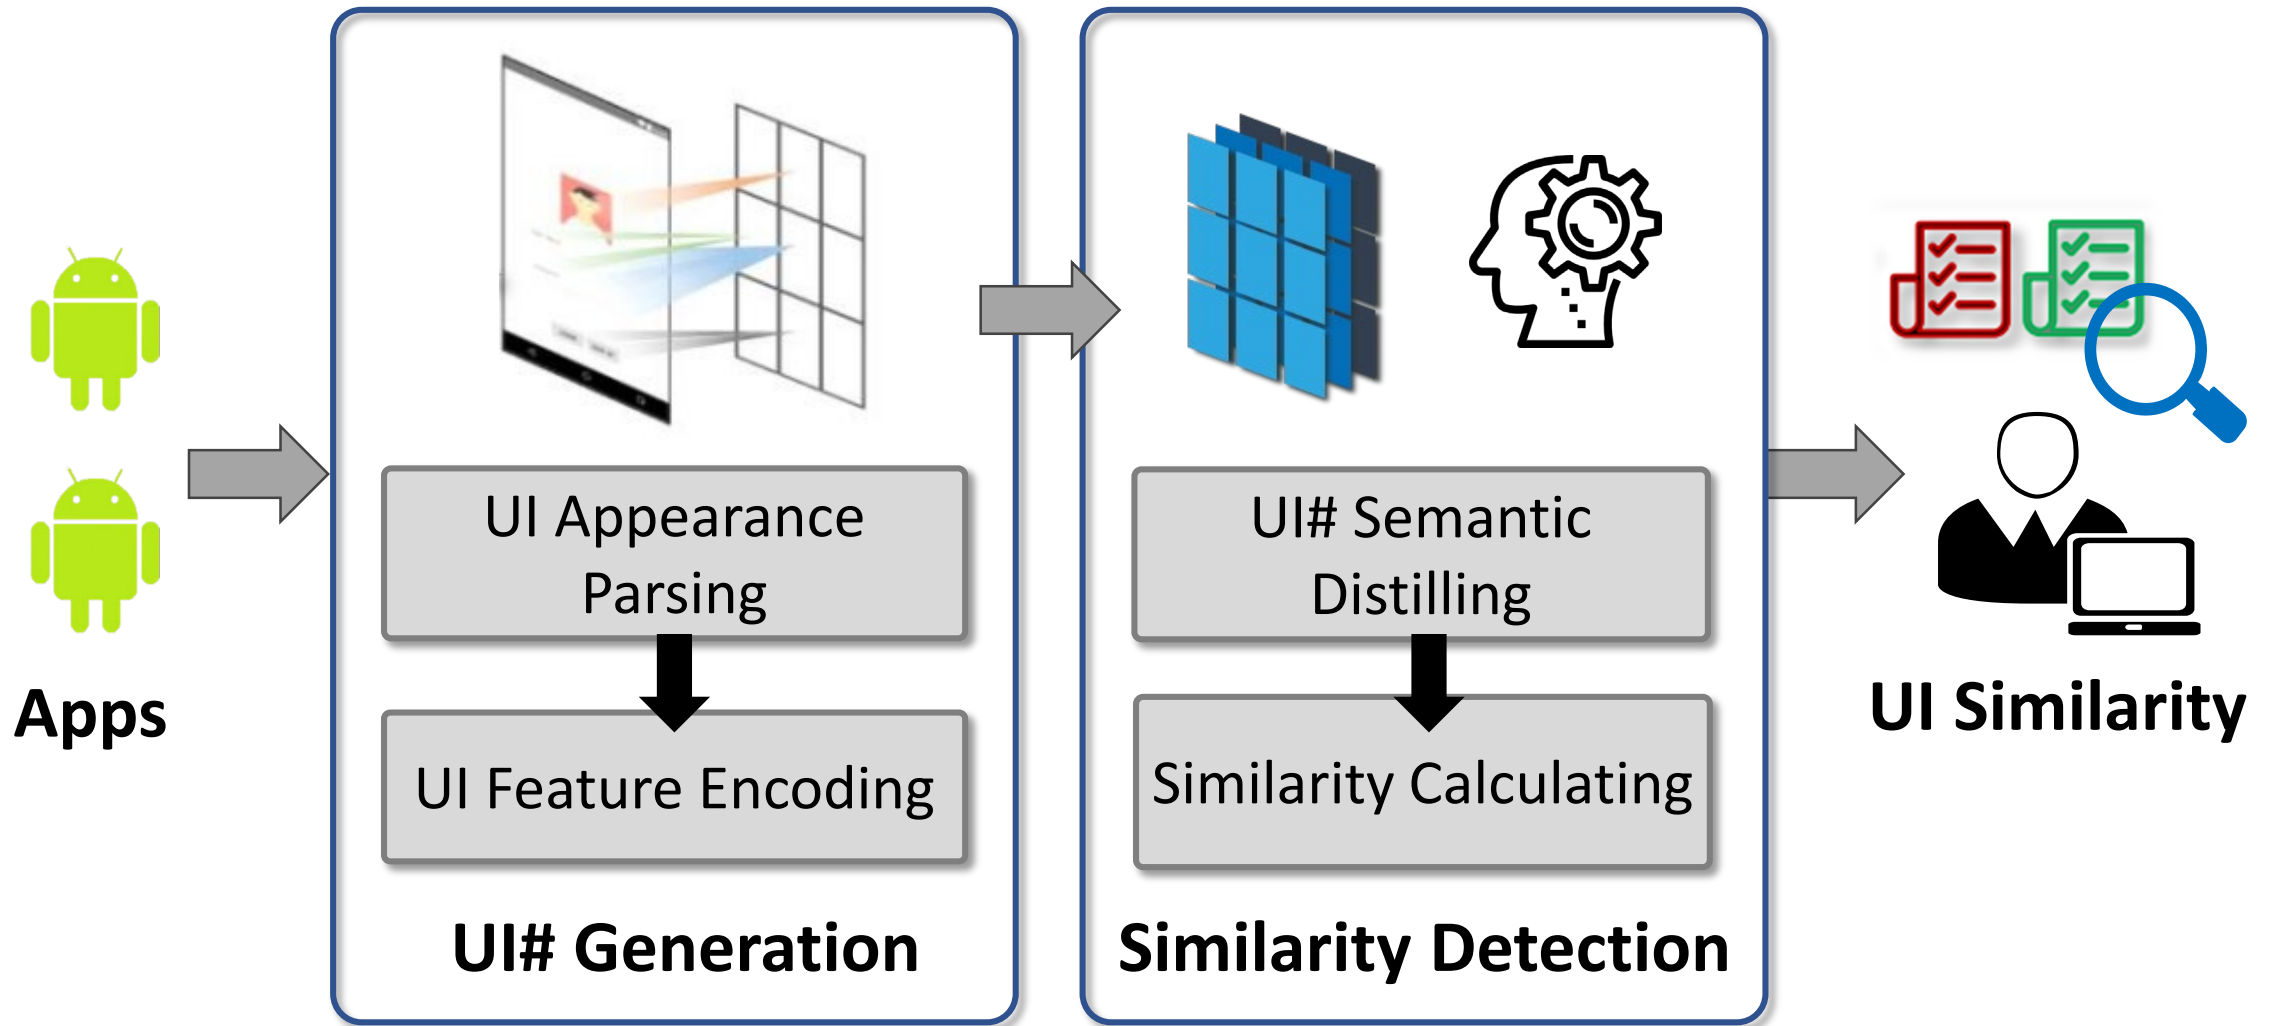 Apps
UI Appearance
Parsing
UI Feature Encoding
UI# Generation
UI# Semantic
Distilling
Similarity Calculating
Similarity Detection
UI Similarity